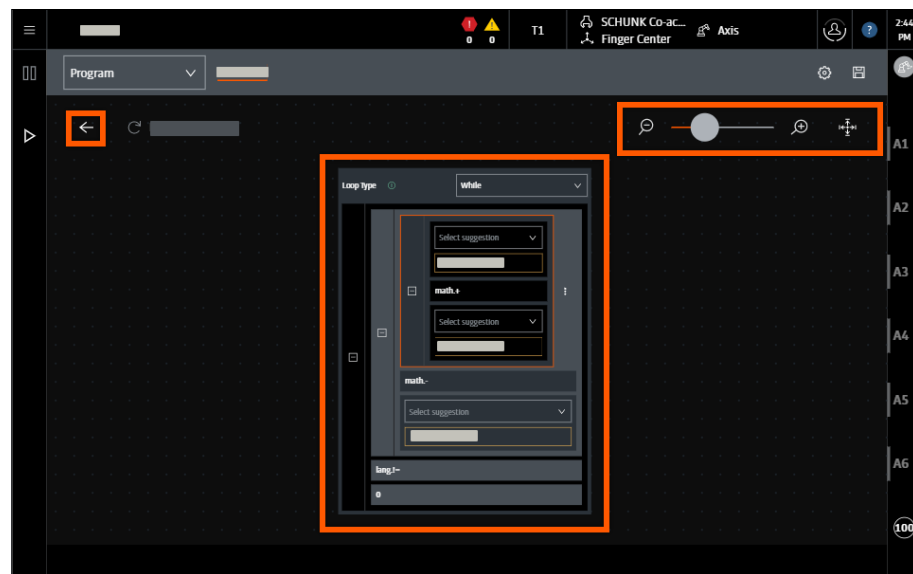 0 0
T1
SCHUNK Co-ac...
Finger Center
Axis
?
2:44
PM
Program
A1
A2
A3
A4
A5
A6
100
Loop Type
While
Select suggestion
math.+
Select suggestion
math.-
Select suggestion
lang.!=
0